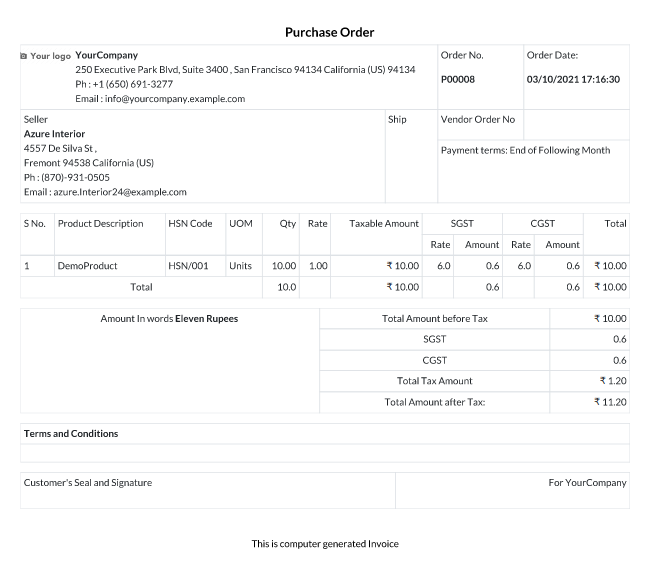 Purchase Order
Your logo YourCompany
250 Executive Park Blvd, Suite 3400 , San Francisco 94134 California (US) 94134
Ph : +1 (650) 691-3277
Email : info@yourcompany.example.com
Order No.
P00008
Order Date:
03/10/2021 17:16:30
Seller
Azure Interior
4557 De Silva St ,
Fremont 94538 California (US)
Ph : (870)-931-0505
Email : azure.Interior24@example.com
Ship
Vendor Order No
Payment terms: End of Following Month
S No. Product Description HSN Code UOM Qty Rate Taxable Amount SGST CGST Total
Rate Amount Rate Amount
1 DemoProduct HSN/001 Units 10.00 1.00 ₹ 10.00 6.0 0.6 6.0 0.6 ₹ 10.00
Total 10.0 ₹ 10.00 0.6 0.6 ₹ 10.00
Amount In words Eleven Rupees
Total Amount before Tax ₹ 10.00
SGST 0.6
CGST 0.6
Total Tax Amount ₹ 1.20
Total Amount after Tax: ₹ 11.20
Terms and Conditions
Customer's Seal and Signature For YourCompany
This is computer generated Invoice